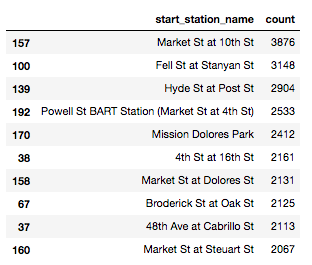 start_station_name count
157 Market St at 10th St 3876
100 Fell St at Stanyan St 3148
139 Hyde St at Post St 2904
192 Powell St BART Station (Market St at 4th St) 2533
170 Mission Dolores Park 2412
38 4th St at 16th St 2161
158 Market St at Dolores St 2131
67 Broderick St at Oak St 2125
37 48th Ave at Cabrillo St 2113
160 Market St at Steuart St 2067